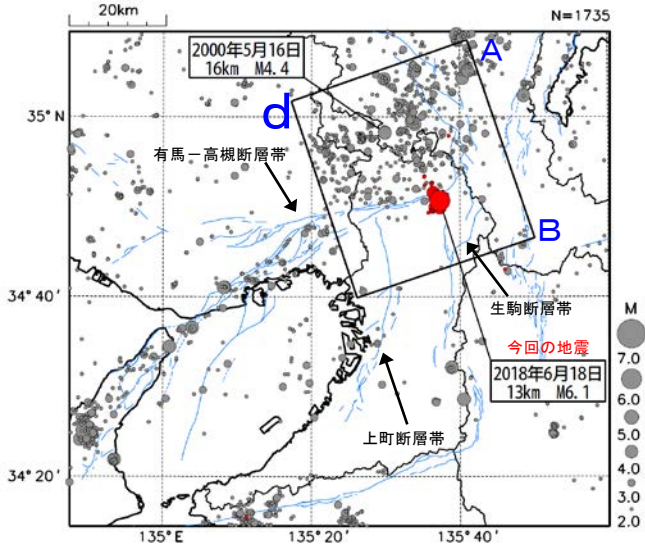 20km
N=1735
2000年5月16日
16km M4.4
A
35°N
d
有馬－高槻断層帯
B
34°40′
生駒断層帯
今回の地震
2018年6月18日
13km M6.1
上町断層帯
34°20′
M
7.0
6.0
5.0
4.0
3.0
2.0
135°E
135°20′
135°40′